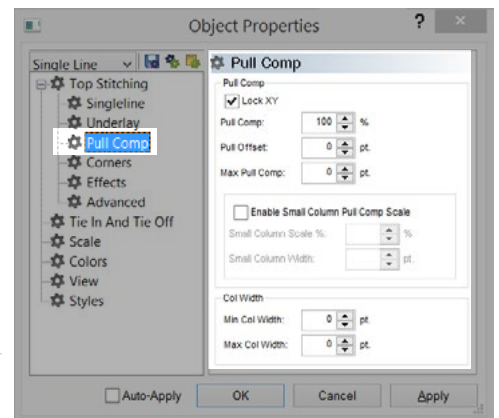 Object Properties ? ×
Single Line
Top Stitching
Singleline
Underlay
Pull Comp
Corners
Effects
Advanced
Tie In And Tie Off
Scale
Colors
View
Styles
Pull Comp
Pull Comp
Lock XY
Pull Comp: 100 %
Pull Offset: 0 pt.
Max Pull Comp: 0 pt.
Enable Small Column Pull Comp Scale
Small Column Scale %: %
Small Column Width: pt.
Col Width
Min Col Width: 0 pt.
Max Col Width: 0 pt.
Auto-Apply OK Cancel Apply